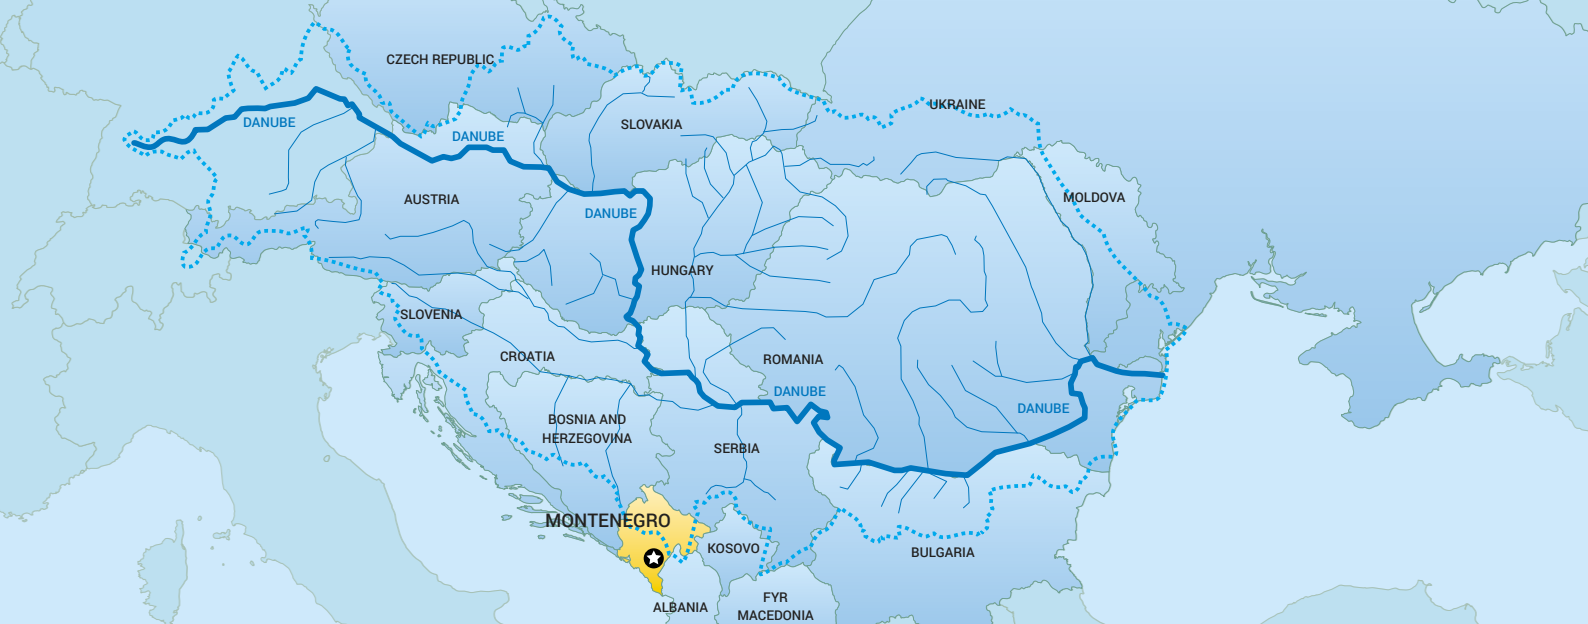 CZECH REPUBLIC
UKRAINE
DANUBE
SLOVAKIA
DANUBE
AUSTRIA
MOLDOVA
DANUBE
HUNGARY
SLOVENIA
CROATIA
ROMANIA
DANUBE
DANUBE
BOSNIA AND
HERZEGOVINA
SERBIA
MONTENEGRO
KOSOVO
BULGARIA
ALBANIA
FYR
MACEDONIA